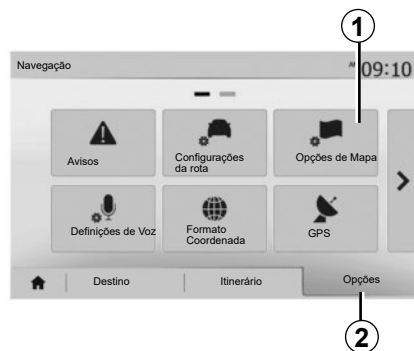 1
Navegação
09:10
Avisos
Configurações
da rota
Opções de Mapa
Definições de Voz
Formato
Coordenada
GPS
Destino
Itinerário
Opções
2